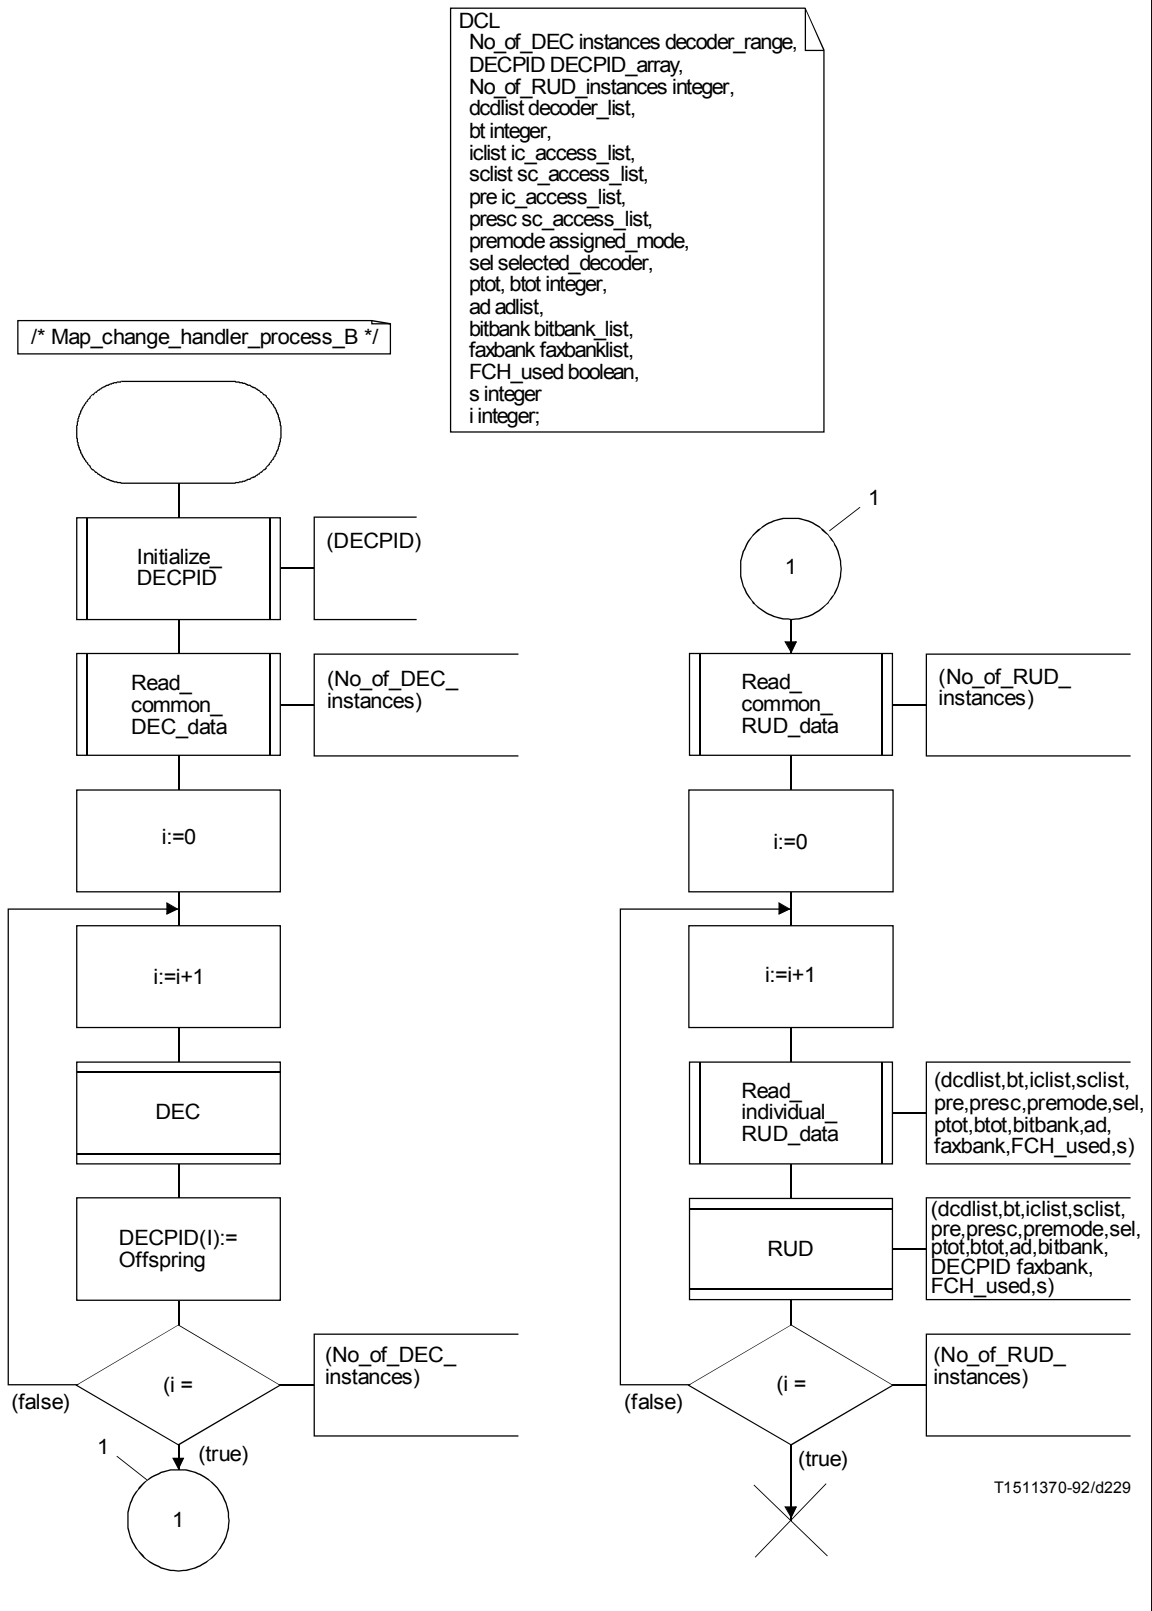 DCL
No_of_DEC instances decoder_range,
DECPID DECPID_array,
No_of_RUD_instances integer,
dcdlist decoder_list,
bt integer,
iclist ic_access_list,
sclist sc_access_list,
pre ic_access_list,
presc sc_access_list,
premode assigned_mode,
sel selected_decoder,
ptot, btot integer,
ad adlist,
bitbank bitbank_list,
faxbank faxbanklist,
FCH_used boolean,
s integer
i integer;
/* Map_change_handler_process_B */
Initialize_
DECPID
(DECPID)
Read_
common_
DEC_data
(No_of_DEC_
instances)
i:=0
i:=i+1
DEC
DECPID(I):=
Offspring
(i =
(No_of_DEC_
instances)
(false)
(true)
1
1
1
1
Read_
common_
RUD_data
(No_of_RUD_
instances)
i:=0
i:=i+1
Read_
individual_
RUD_data
(dcdlist,bt,iclist,sclist,
pre,presc,premode,sel,
ptot,btot,bitbank,ad,
faxbank,FCH_used,s)
RUD
(dcdlist,bt,iclist,sclist,
pre,presc,premode,sel,
ptot,btot,ad,bitbank,
DECPID faxbank,
FCH_used,s)
(i =
(No_of_RUD_
instances)
(false)
(true)
T1511370-92/d229